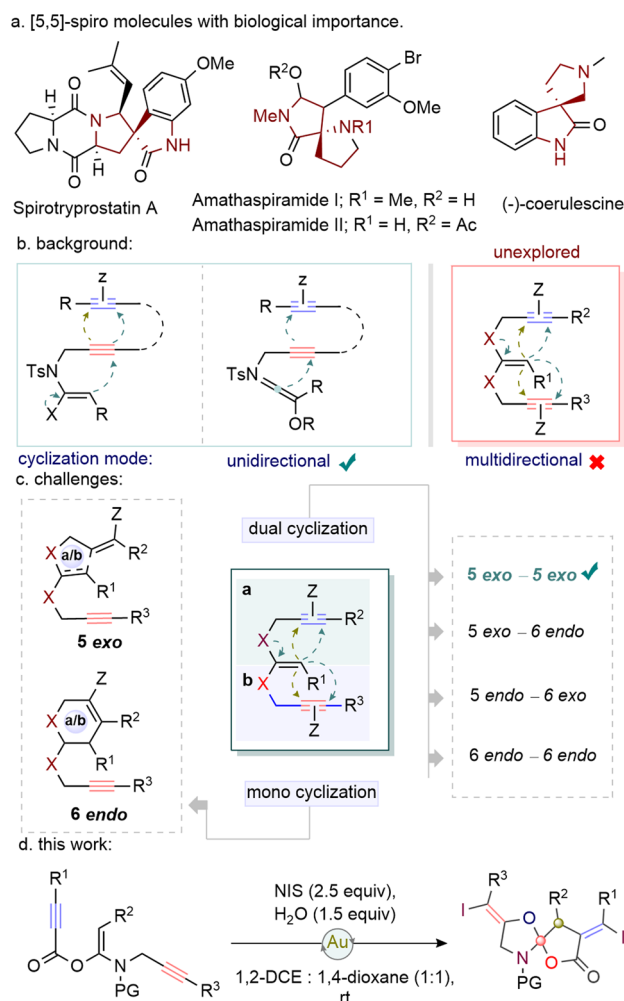 a. [5,5]-spiro molecules with biological importance.
OMe
O
H
N
N
H
O
O
NH
Spirotryprostatin A
R²O
Br
MeN
OMe
O
NR1
Amathaspiramide I; R¹ = Me, R² = H
Amathaspiramide II; R¹ = H, R² = Ac
N
O
N
H
(-)-coerulescine
b. background:
unexplored
z
R
TsN
X
R
z
R
TsN
R
OR
Z
R²
X
R¹
X
R³
Z
cyclization mode:
unidirectional
multidirectional
c. challenges:
Z
X
a/b
R²
R¹
X
R³
5 exo
Z
X
a/b
R²
R¹
X
R³
6 endo
dual cyclization
a
Z
R²
X
R¹
b
X
R³
Z
mono cyclization
5 exo – 5 exo
5 exo – 6 endo
5 endo – 6 exo
6 endo – 6 endo
d. this work:
R¹
R²
O
O
N
PG
R³
NIS (2.5 equiv),
H₂O (1.5 equiv)
Au
1,2-DCE : 1,4-dioxane (1:1),
rt
R³
I
O
R²
R¹
I
N
PG
O
O